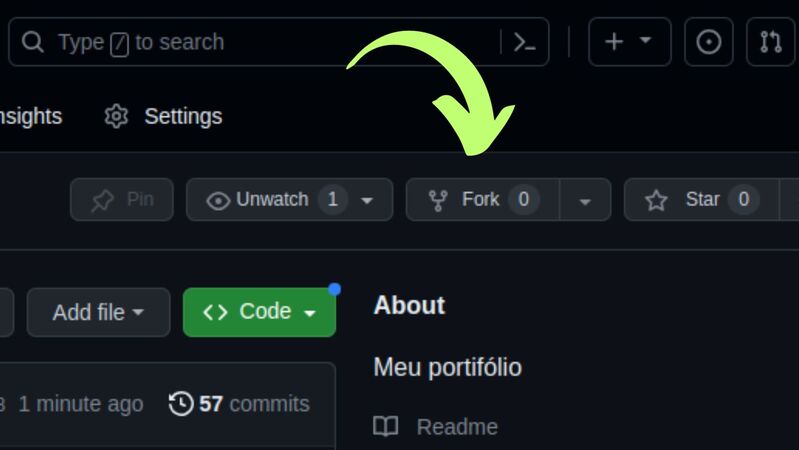 Type / to search
nsights Settings
Pin Unwatch 1 Fork 0 Star 0
Add file Code About
Meu portifólio
1 minute ago 57 commits
Readme